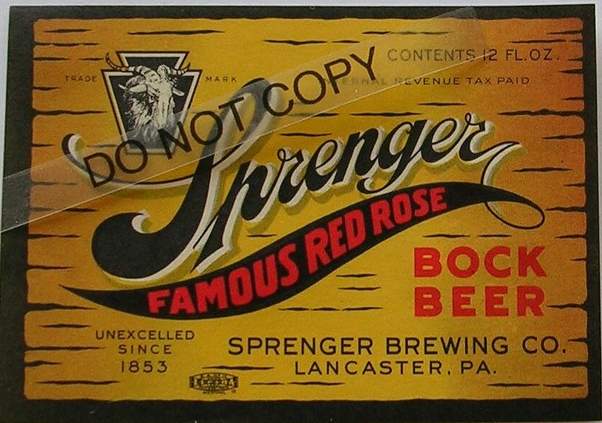 CONTENTS 12 FL.OZ.
TRADE MARK
REVENUE TAX PAID
DO NOT COPY
Sprenger
FAMOUS RED ROSE
BOCK
BEER
UNEXCELLED
SINCE
1853
SPRENGER BREWING CO.
LANCASTER, PA.